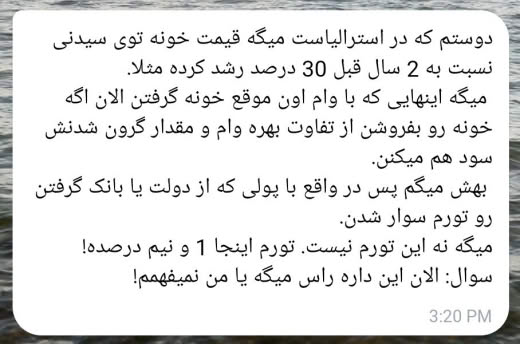 دوستم که در استرالیاست میگه قیمت خونه توی سیدنی
نسبت به 2 سال قبل 30 درصد رشد کرده مثلا.
میگه اینهایی که با وام اون موقع خونه گرفتن الان اگه
خونه رو بفروشن از تفاوت بهره وام و مقدار گرون شدنش
سود هم میکنن.
بهش میگم پس در واقع با پولی که از دولت یا بانک گرفتن
رو تورم سوار شدن.
میگه نه این تورم نیست. تورم اینجا 1 و نیم درصده!
سوال: الان این داره راس میگه یا من نمیفهمم!
3:20 PM